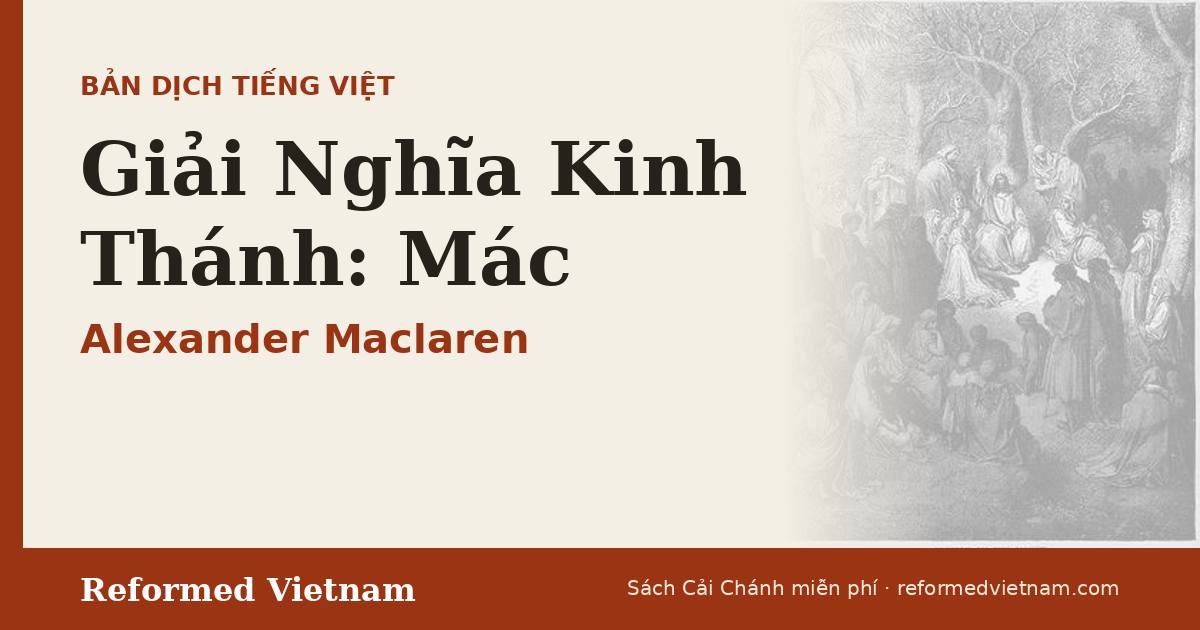 BẢN DỊCH TIẾNG VIỆT
Giải Nghĩa Kinh
Thánh: Mác
Alexander Maclaren
Reformed Vietnam
Sách Cải Chánh miễn phí · reformedvietnam.com